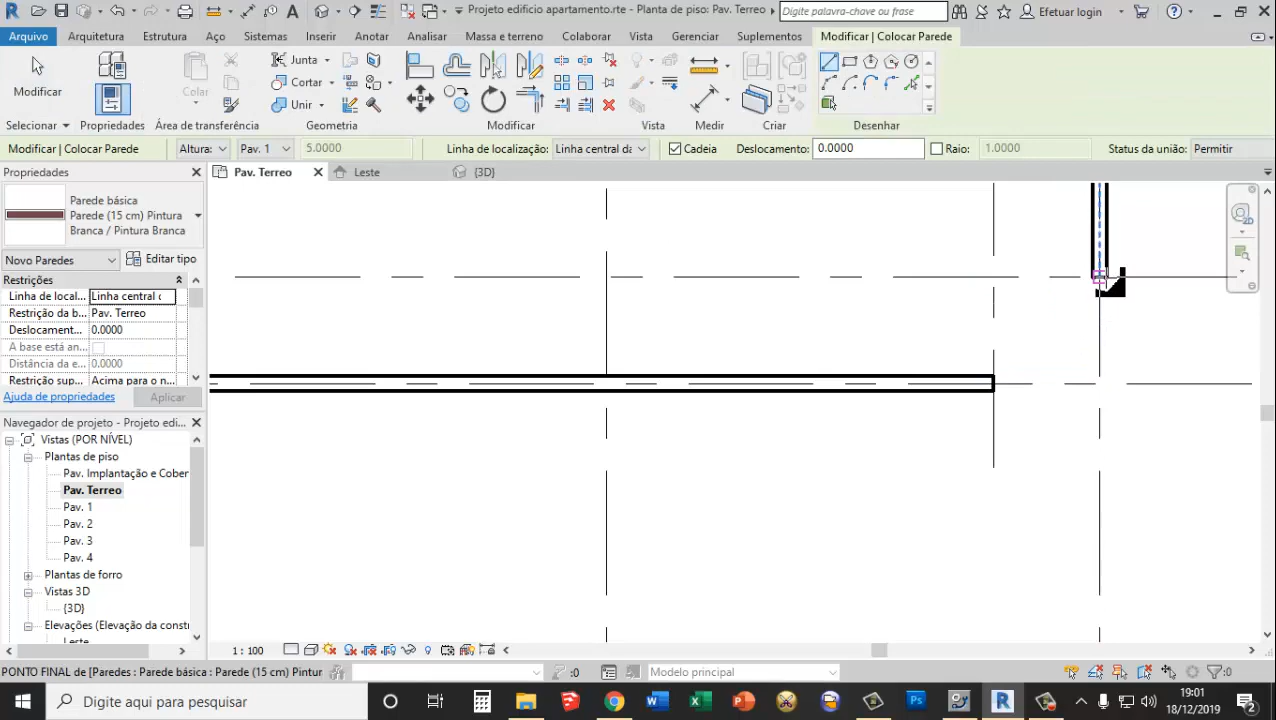 Projeto edificio apartamento.rte - Planta de piso: Pav. Terreo
Digite palavra-chave ou frase
Efetuar login
Arquivo Arquitetura Estrutura Aço Sistemas Inserir Anotar Analisar Massa e terreno Colaborar Vista Gerenciar Suplementos Modificar | Colocar Parede
Modificar Colar Junta
Cortar
Unir
Selecionar Propriedades Área de transferência Geometria Modificar Vista Medir Criar Desenhar
Modificar | Colocar Parede Altura: Pav. 1 5.0000 Linha de localização: Linha central da Cadeia Deslocamento: 0.0000 Raio: 1.0000 Status da união: Permitir
Propriedades Pav. Terreo Leste {3D}
Parede básica
Parede (15 cm) Pintura
Branca / Pintura Branca
Novo Paredes Editar tipo
Restrições
Linha de local... Linha central c
Restrição da b... Pav. Terreo
Deslocament... 0.0000
A base está an...
Distância da e... 0.0000
Restrição sup... Acima para o n...
Ajuda de propriedades Aplicar
Navegador de projeto - Projeto edi...
Vistas (POR NÍVEL)
Plantas de piso
Pav. Implantação e Cober
Pav. Terreo
Pav. 1
Pav. 2
Pav. 3
Pav. 4
Plantas de forro
Vistas 3D
{3D}
Elevações (Elevação da constr
Leste
1 : 100
PONTO FINAL de [Paredes : Parede básica : Parede (15 cm) Pintur :0 Modelo principal :0
Digite aqui para pesquisar
19:01
18/12/2019
2